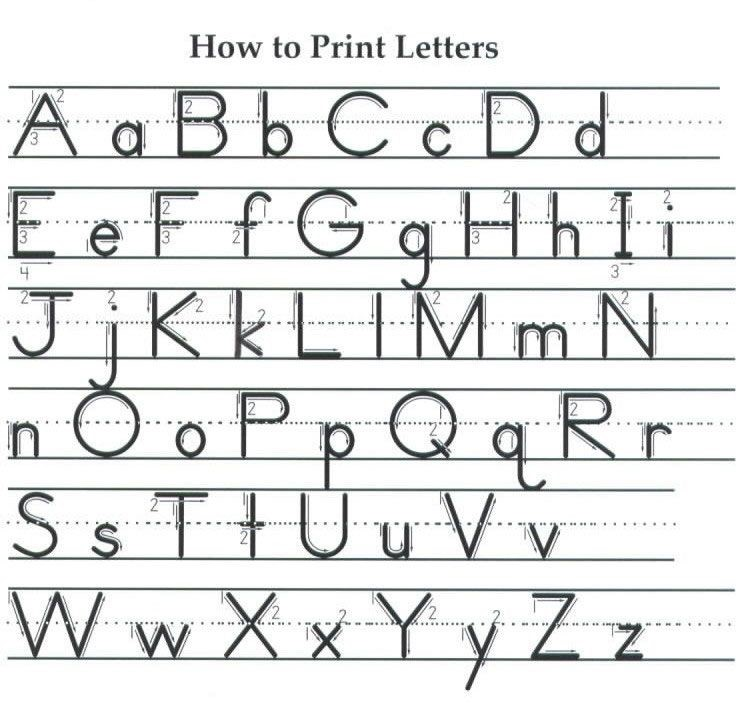 How to Print Letters
A a B b C c D d
E e F f G g H h I i
J j K k L l M m N
n O o P p Q q R r
S s T t U u V v
W w X x Y y Z z